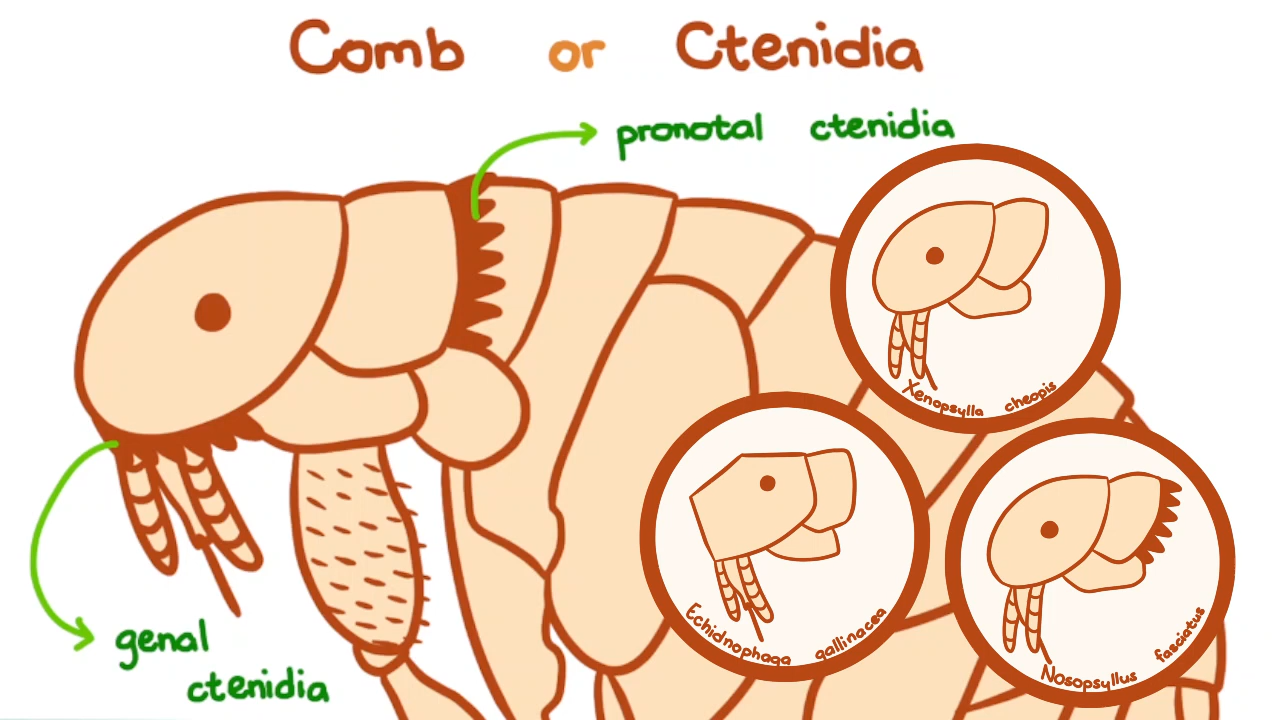 Comb or Ctenidia
pronotal ctenidia
Xenopsylla cheopis
Echidnophaga gallinacea
Nosopsyllus fasciatus
genal
ctenidia